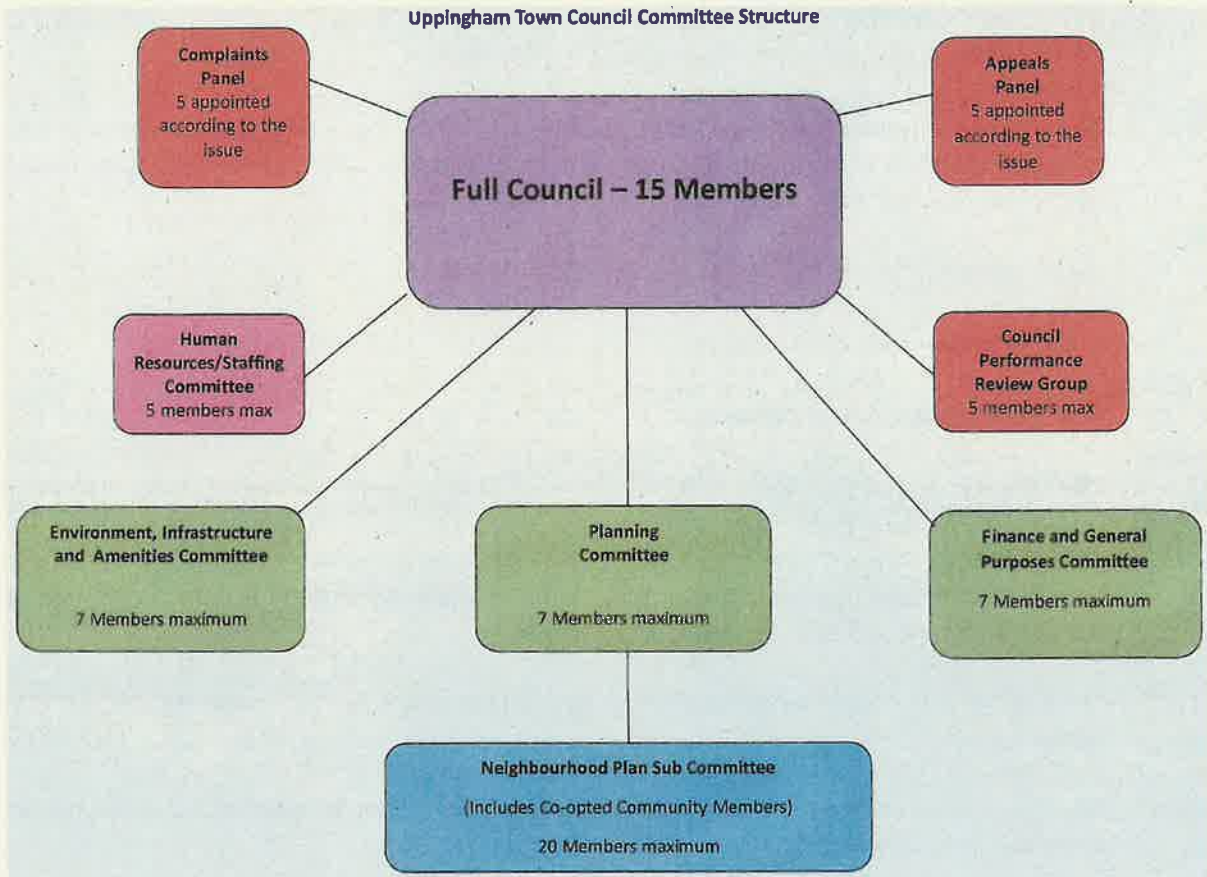 Uppingham Town Council Committee Structure
Complaints
Panel
5 appointed
according to the
issue
Appeals
Panel
5 appointed
according to the
issue
Full Council – 15 Members
Human
Resources/Staffing
Committee
5 members max
Council
Performance
Review Group
5 members max
Environment, Infrastructure
and Amenities Committee
7 Members maximum
Planning
Committee
7 Members maximum
Finance and General
Purposes Committee
7 Members maximum
Neighbourhood Plan Sub Committee
(Includes Co-opted Community Members)
20 Members maximum